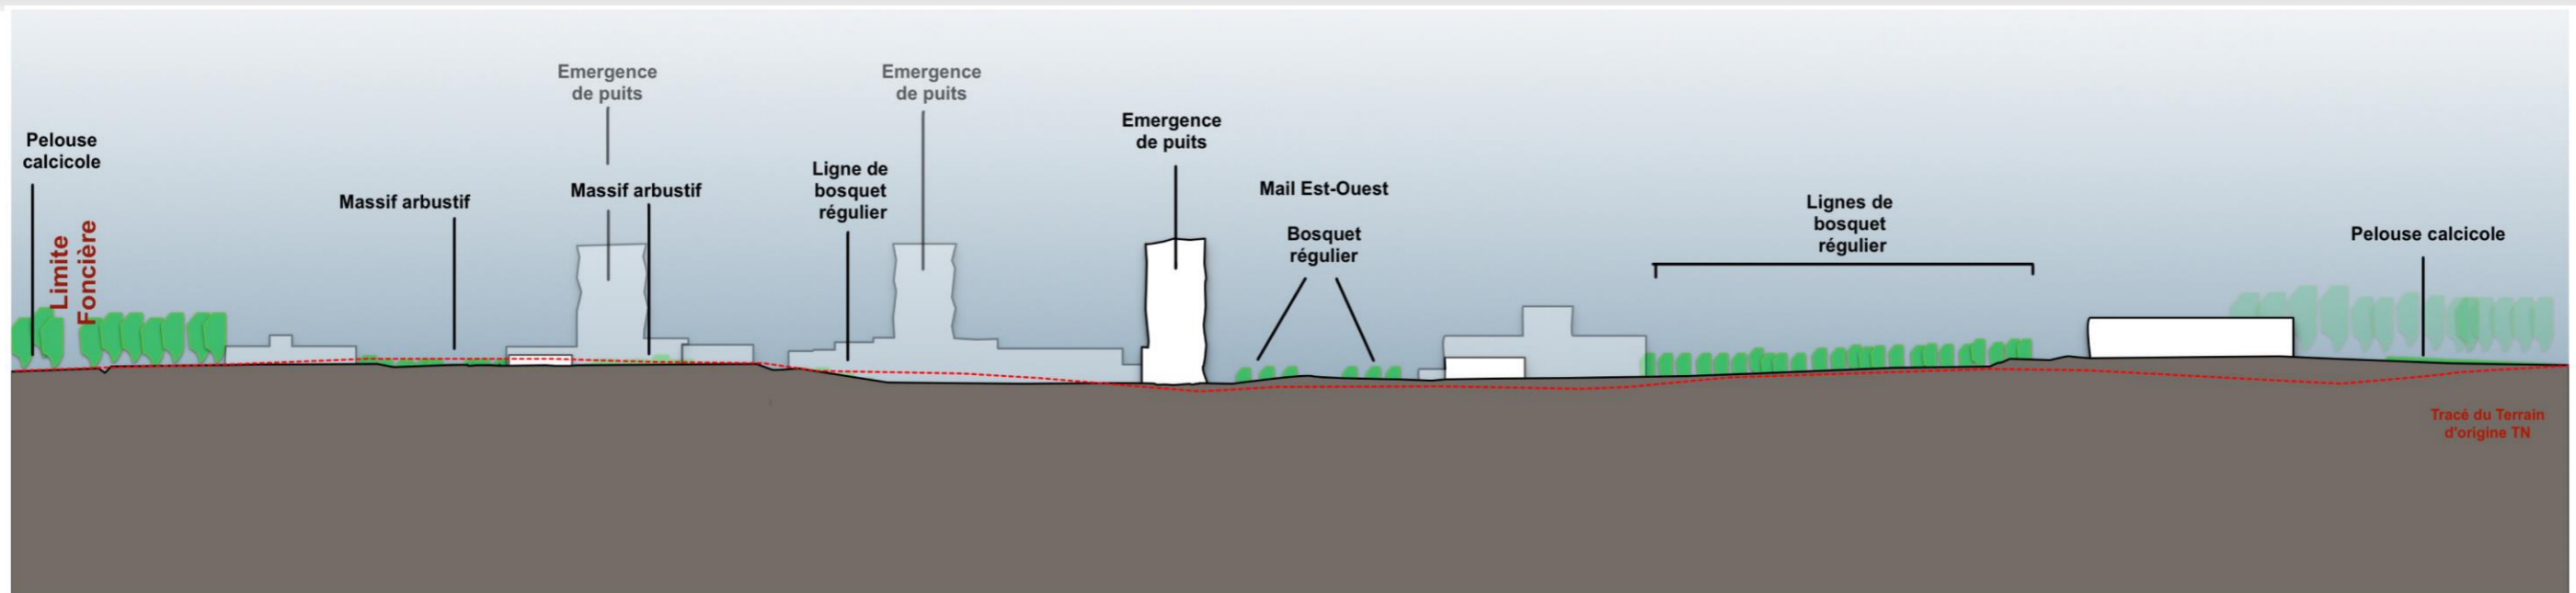 Emergence
de puits
Emergence
de puits
Emergence
de puits
Pelouse
calcicole
Limite
Foncière
Massif arbustif
Massif arbustif
Ligne de
bosquet
régulier
Mail Est-Ouest
Bosquet
régulier
Lignes de
bosquet
régulier
Pelouse calcicole
Tracé du Terrain
d'origine TN